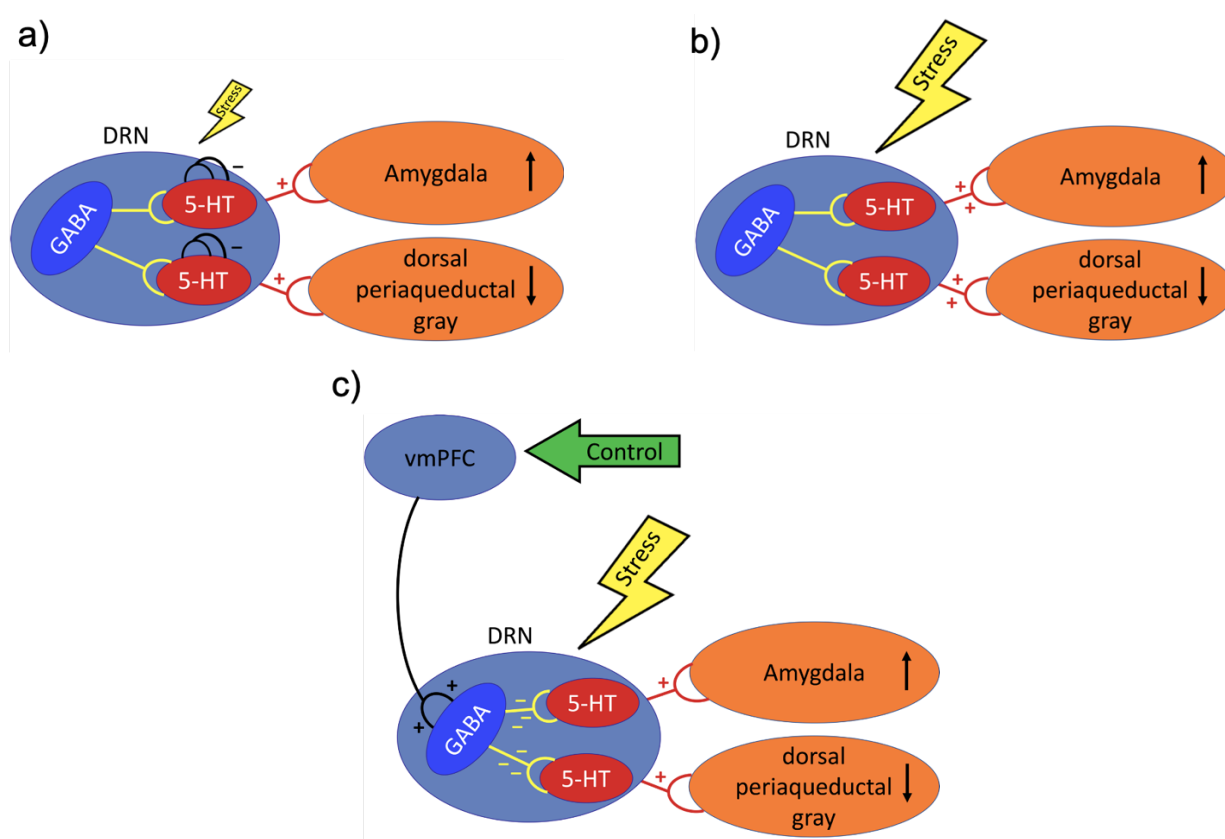 a)
Stress
DRN
GABA
5-HT
−
5-HT
−
+
+
Amygdala
dorsal
periaqueductal
gray
b)
Stress
DRN
GABA
5-HT
5-HT
+
+
+
+
Amygdala
dorsal
periaqueductal
gray
c)
vmPFC
Control
Stress
DRN
+
+
GABA
− − −
5-HT
− − −
5-HT
+
+
Amygdala
dorsal
periaqueductal
gray